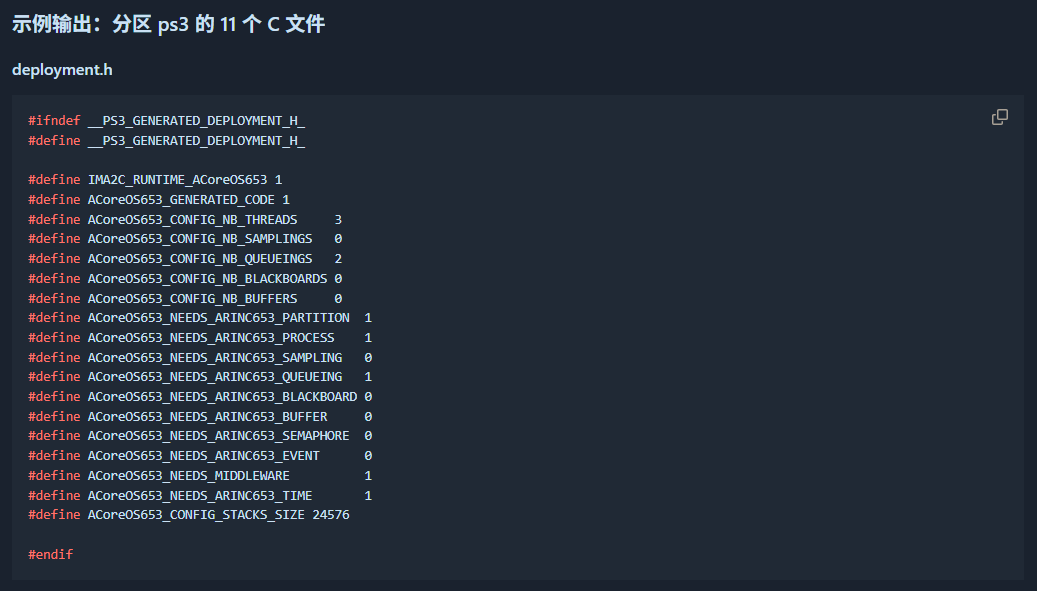 示例输出：分区 ps3 的 11 个 C 文件
deployment.h
#ifndef __PS3_GENERATED_DEPLOYMENT_H_
#define __PS3_GENERATED_DEPLOYMENT_H_
#define IMA2C_RUNTIME_ACoreOS653 1
#define ACoreOS653_GENERATED_CODE 1
#define ACoreOS653_CONFIG_NB_THREADS     3
#define ACoreOS653_CONFIG_NB_SAMPLINGS   0
#define ACoreOS653_CONFIG_NB_QUEUEINGS   2
#define ACoreOS653_CONFIG_NB_BLACKBOARDS 0
#define ACoreOS653_CONFIG_NB_BUFFERS     0
#define ACoreOS653_NEEDS_ARINC653_PARTITION  1
#define ACoreOS653_NEEDS_ARINC653_PROCESS    1
#define ACoreOS653_NEEDS_ARINC653_SAMPLING   0
#define ACoreOS653_NEEDS_ARINC653_QUEUEING   1
#define ACoreOS653_NEEDS_ARINC653_BLACKBOARD 0
#define ACoreOS653_NEEDS_ARINC653_BUFFER     0
#define ACoreOS653_NEEDS_ARINC653_SEMAPHORE  0
#define ACoreOS653_NEEDS_ARINC653_EVENT      0
#define ACoreOS653_NEEDS_MIDDLEWARE          1
#define ACoreOS653_NEEDS_ARINC653_TIME       1
#define ACoreOS653_CONFIG_STACKS_SIZE 24576
#endif